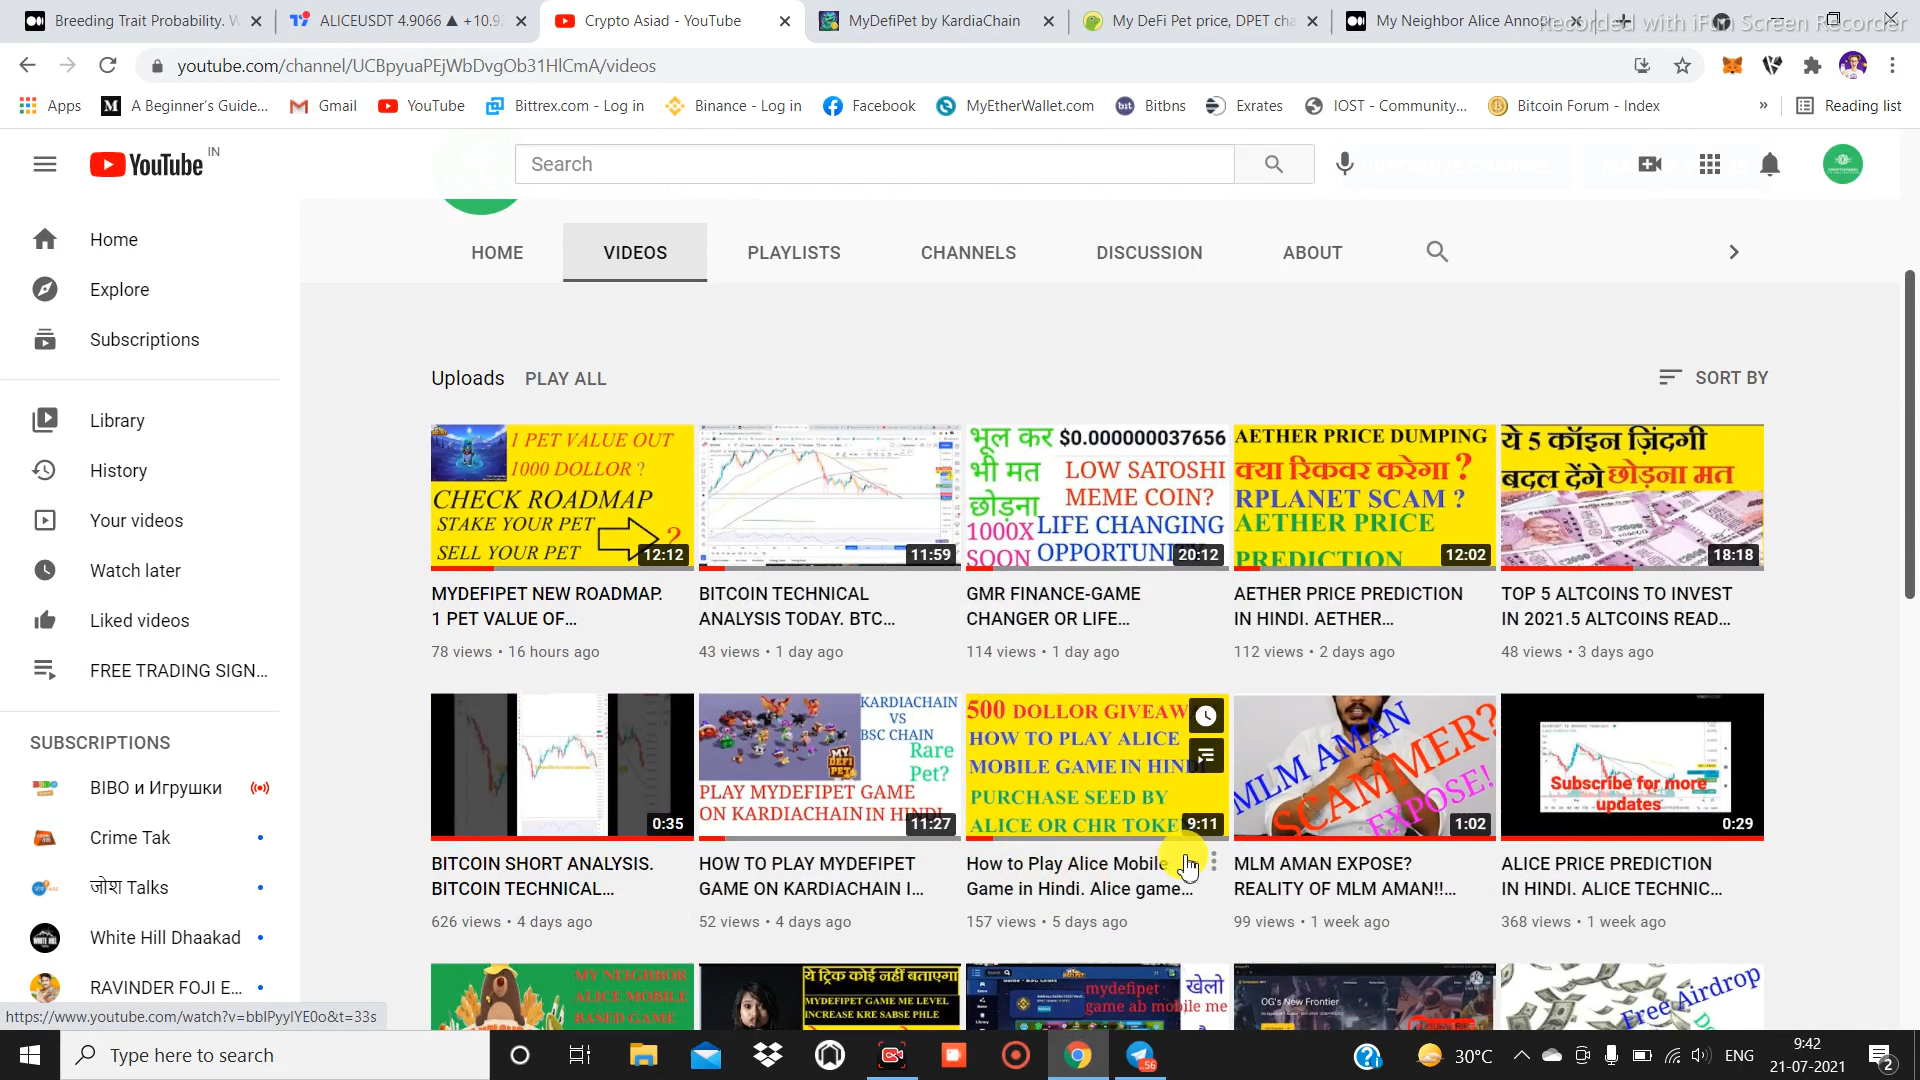 Breeding Trait Probability. W
ALICEUSDT 4.9066 ▲ +10.9
Crypto Asiad - YouTube
MyDefiPet by KardiaChain
My DeFi Pet price, DPET cha
My Neighbor Alice Anno
Recorded with iFun Screen Recorder
youtube.com/channel/UCBpyuaPEjWbDvgOb31HlCmA/videos
Apps
A Beginner's Guide...
Gmail
YouTube
Bittrex.com - Log in
Binance - Log in
Facebook
MyEtherWallet.com
Bitbns
Exrates
IOST - Community...
Bitcoin Forum - Index
»
Reading list
YouTube IN
Search
Home
Explore
Subscriptions
Library
History
Your videos
Watch later
Liked videos
FREE TRADING SIGN...
SUBSCRIPTIONS
BIBO и Игрушки
Crime Tak
जोश Talks
White Hill Dhaakad
RAVINDER FOJI E...
HOME
VIDEOS
PLAYLISTS
CHANNELS
DISCUSSION
ABOUT
Uploads
PLAY ALL
SORT BY
1 PET VALUE OUT
1000 DOLLOR ?
CHECK ROADMAP
STAKE YOUR PET
SELL YOUR PET
?
12:12
MYDEFIPET NEW ROADMAP.
1 PET VALUE OF...
78 views • 16 hours ago
11:59
BITCOIN TECHNICAL
ANALYSIS TODAY. BTC...
43 views • 1 day ago
भूल कर
भी मत
छोड़ना
$0.000000037656
LOW SATOSHI
MEME COIN?
1000X
SOON
LIFE CHANGING
OPPORTUNI
20:12
GMR FINANCE-GAME
CHANGER OR LIFE...
114 views • 1 day ago
AETHER PRICE DUMPING
क्या रिकवर करेगा ?
RPLANET SCAM ?
AETHER PRICE
PREDICTION
12:02
AETHER PRICE PREDICTION
IN HINDI. AETHER...
112 views • 2 days ago
ये 5 कॉइन ज़िंदगी
बदल देंगे छोड़ना मत
18:18
TOP 5 ALTCOINS TO INVEST
IN 2021.5 ALTCOINS READ...
48 views • 3 days ago
0:35
BITCOIN SHORT ANALYSIS.
BITCOIN TECHNICAL...
626 views • 4 days ago
KARDIACHAIN
VS
BSC CHAIN
Rare
Pet?
MY
DEFI
PET
PLAY MYDEFIPET GAME
ON KARDIACHAIN IN HINDI
11:27
HOW TO PLAY MYDEFIPET
GAME ON KARDIACHAIN I...
52 views • 4 days ago
500 DOLLOR GIVEAW
HOW TO PLAY ALICE
MOBILE GAME IN HINDI
PURCHASE SEED BY
ALICE OR CHR TOKE
9:11
How to Play Alice Mobile
Game in Hindi. Alice game...
157 views • 5 days ago
MLM AMAN
SCAMMER?
EXPOSE!
1:02
MLM AMAN EXPOSE?
REALITY OF MLM AMAN!!...
99 views • 1 week ago
Subscribe for more
updates
0:29
ALICE PRICE PREDICTION
IN HINDI. ALICE TECHNIC...
368 views • 1 week ago
MY NEIGHBOR
ALICE MOBILE
BASED GAME
ये ट्रिक कोई नहीं बताएगा
MYDEFIPET GAME ME LEVEL
INCREASE KRE SABSE PHLE
खेलो
mydefipet
game ab mobile me
OG's New Frontier
Free Airdrop
https://www.youtube.com/watch?v=bbIPyyIYE0o&t=33s
Type here to search
56
30°C
ENG
9:42
21-07-2021
2